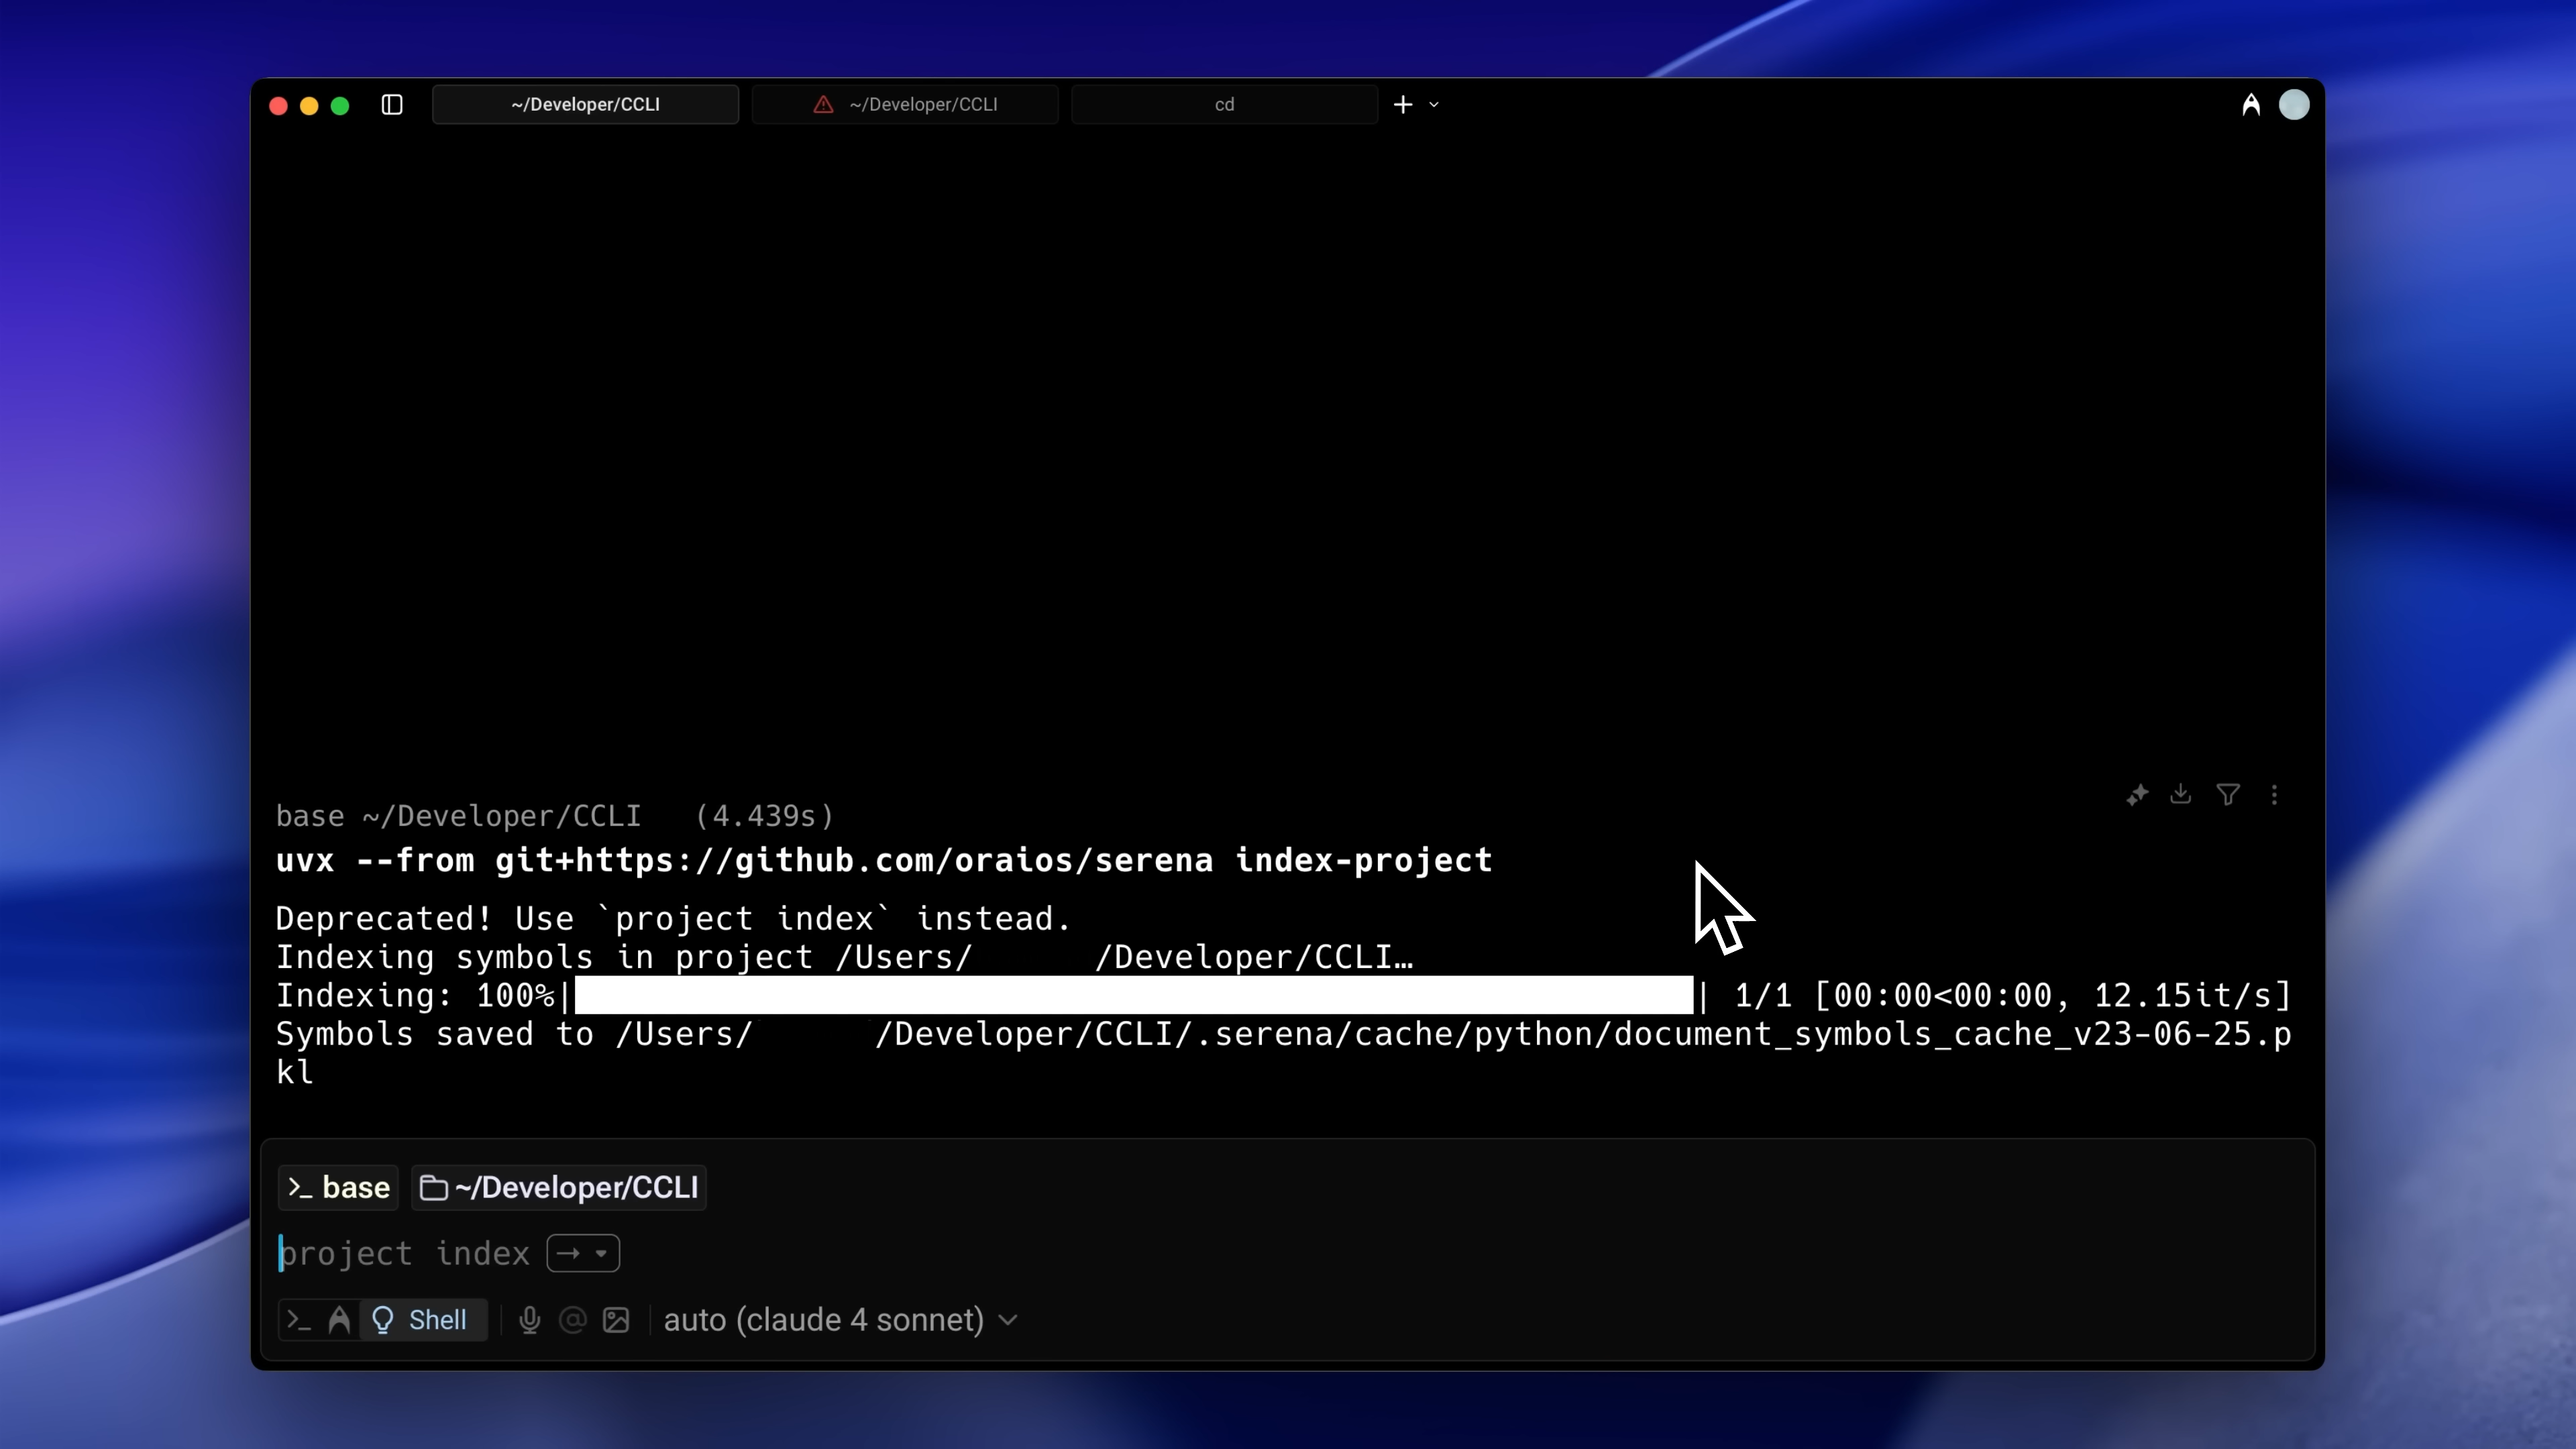 ~/Developer/CCLI
~/Developer/CCLI
cd
base ~/Developer/CCLI (4.439s)
uvx --from git+https://github.com/oraios/serena index-project
Deprecated! Use `project index` instead.
Indexing symbols in project /Users/ /Developer/CCLI…
Indexing: 100%| | 1/1 [00:00<00:00, 12.15it/s]
Symbols saved to /Users/ /Developer/CCLI/.serena/cache/python/document_symbols_cache_v23-06-25.p
kl
base ~/Developer/CCLI
project index
Shell auto (claude 4 sonnet)